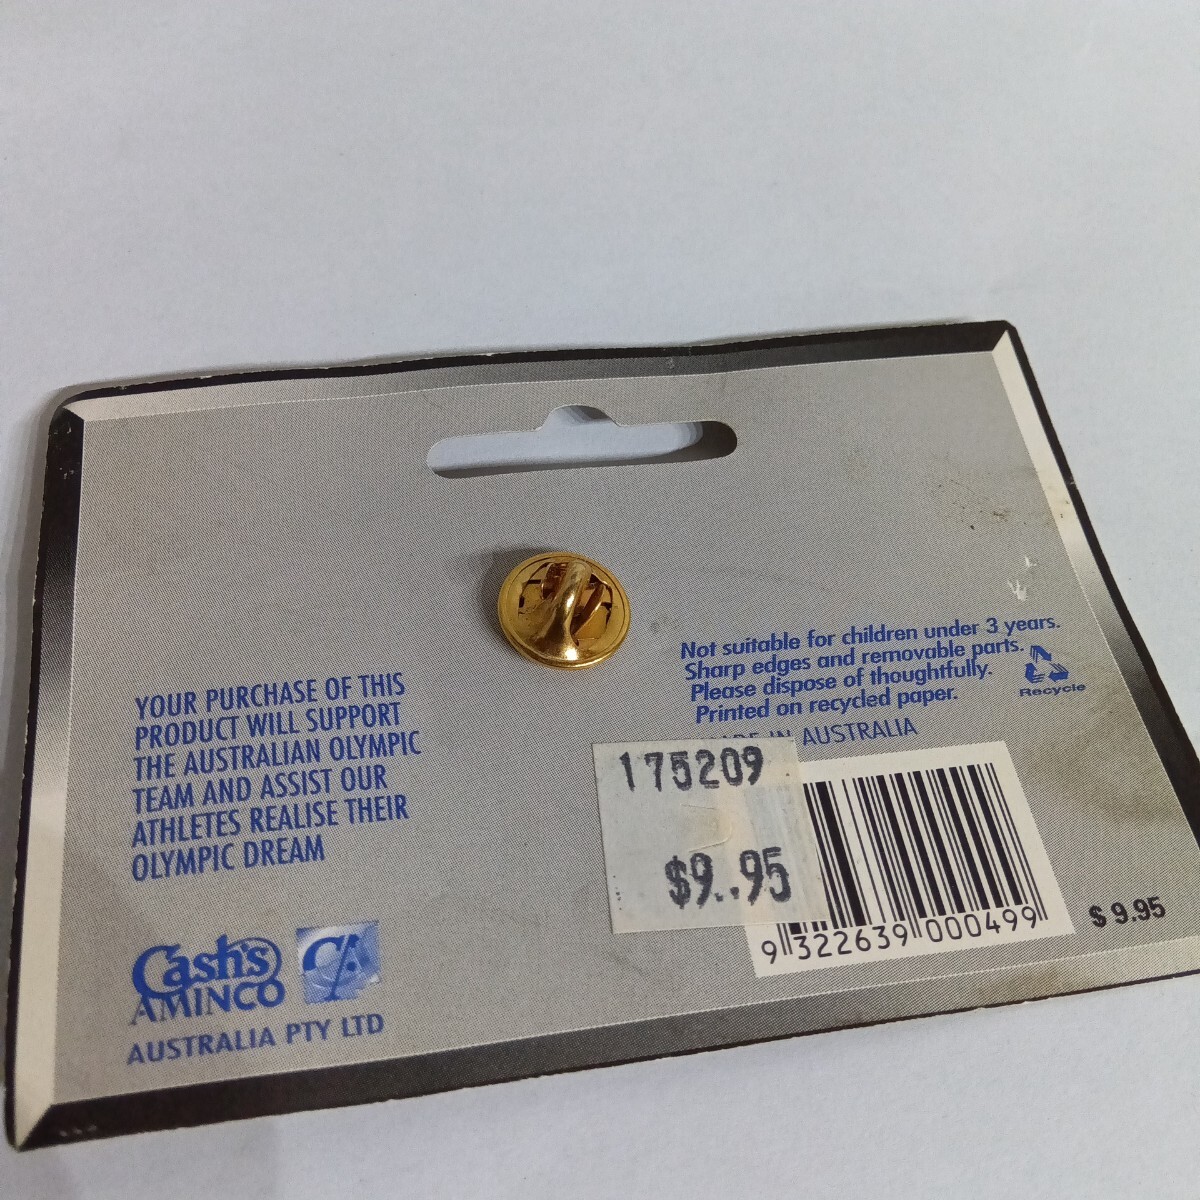 YOUR PURCHASE OF THIS
PRODUCT WILL SUPPORT
THE AUSTRALIAN OLYMPIC
TEAM AND ASSIST OUR
ATHLETES REALISE THEIR
OLYMPIC DREAM
Cash's
AMINCO
AUSTRALIA PTY LTD
Not suitable for children under 3 years.
Sharp edges and removable parts.
Please dispose of thoughtfully.
Printed on recycled paper.
Recycle
IN AUSTRALIA
175209
$9..95
9 322639 000499
$ 9.95